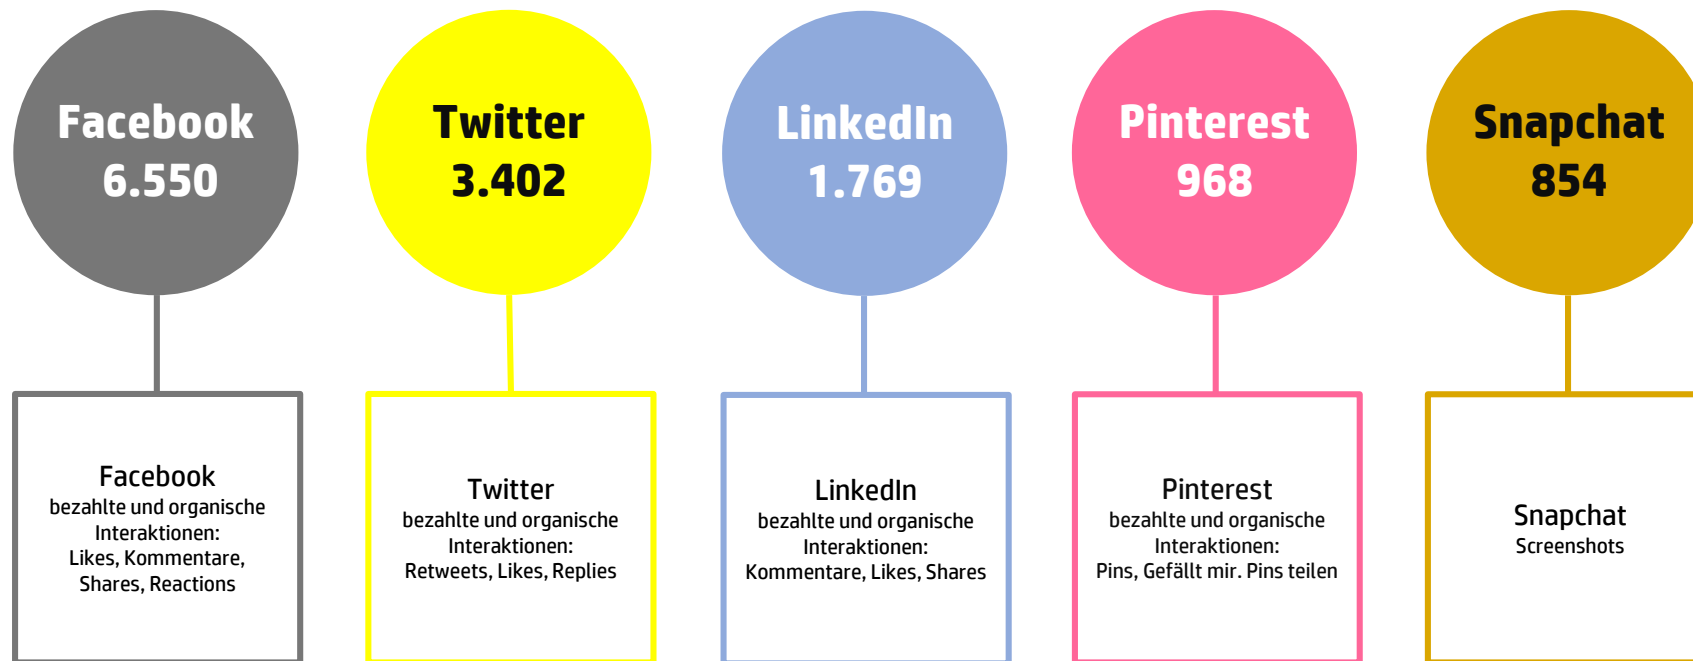 Facebook
6.550
Twitter
3.402
LinkedIn
1.769
Pinterest
968
Snapchat
854
Facebook
bezahlte und organische
Interaktionen:
Likes, Kommentare,
Shares, Reactions
Twitter
bezahlte und organische
Interaktionen:
Retweets, Likes, Replies
LinkedIn
bezahlte und organische
Interaktionen:
Kommentare, Likes, Shares
Pinterest
bezahlte und organische
Interaktionen:
Pins, Gefällt mir. Pins teilen
Snapchat
Screenshots